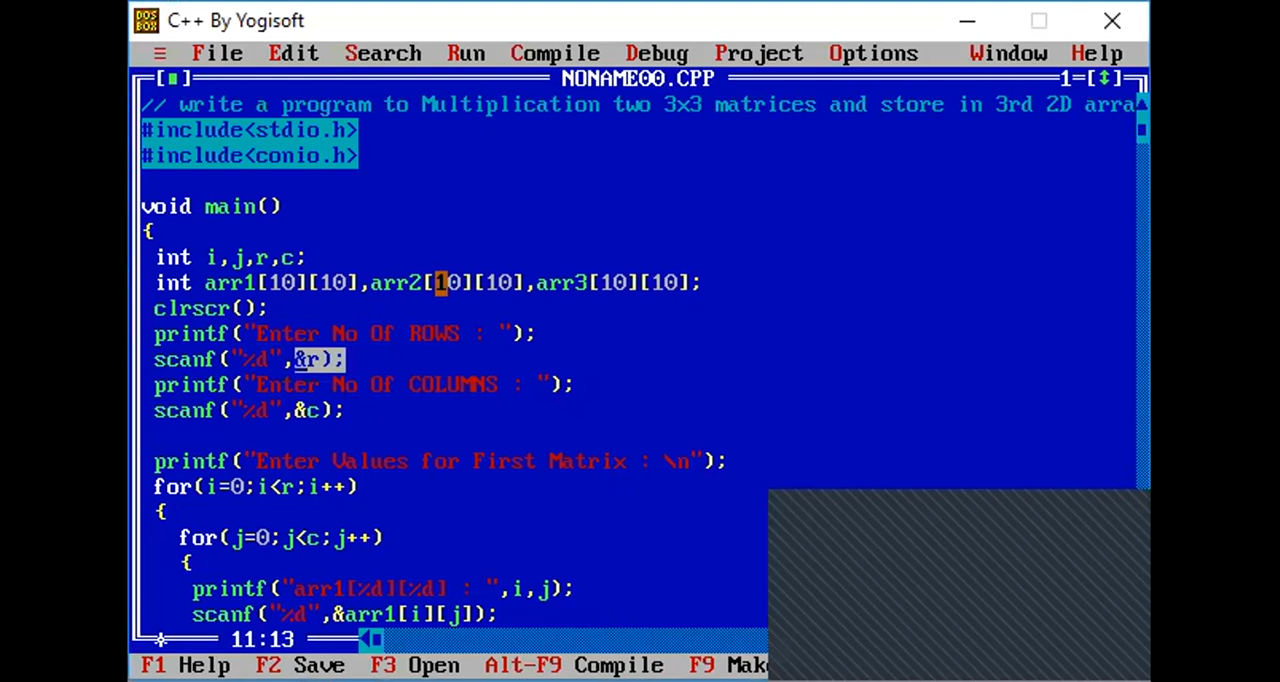 C++ By Yogisoft
≡ File Edit Search Run Compile Debug Project Options Window Help
NONAME00.CPP 1
// write a program to Multiplication two 3x3 matrices and store in 3rd 2D arra
#include<stdio.h>
#include<conio.h>
void main()
{
int i,j,r,c;
int arr1[10][10],arr2[10][10],arr3[10][10];
clrscr();
printf("Enter No Of ROWS : ");
scanf("%d",&r);
printf("Enter No Of COLUMNS : ");
scanf("%d",&c);
printf("Enter Values for First Matrix : \n");
for(i=0;i<r;i++)
{
for(j=0;j<c;j++)
{
printf("arr1[%d][%d] : ",i,j);
scanf("%d",&arr1[i][j]);
11:13
F1 Help F2 Save F3 Open Alt-F9 Compile F9 Mak